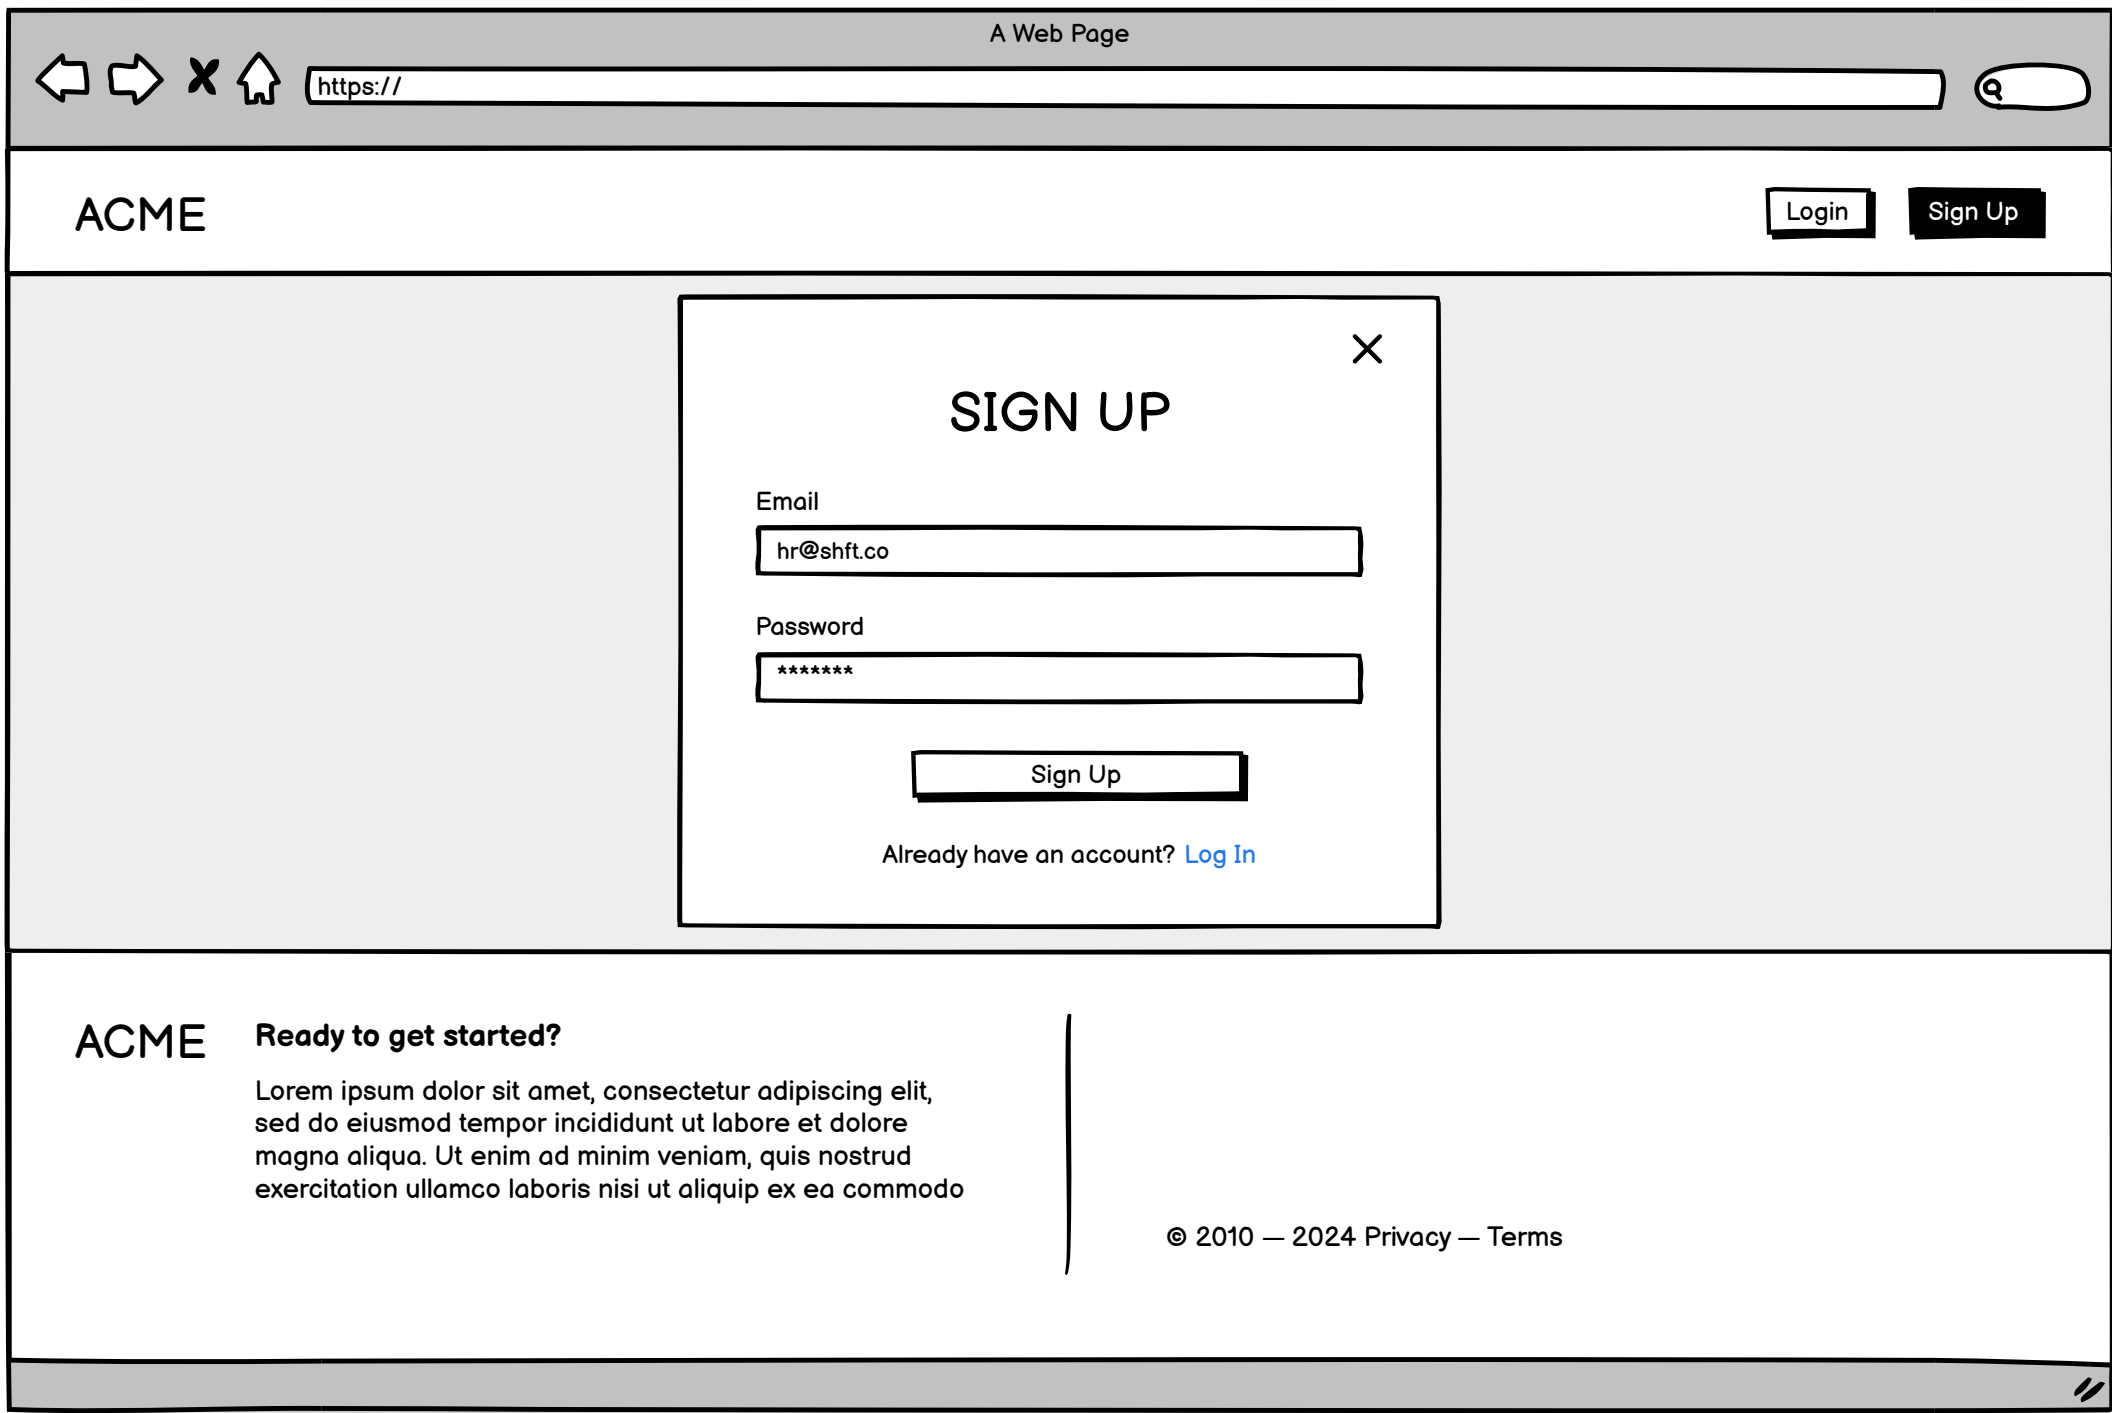 A Web Page
https://
ACME
Login
Sign Up
SIGN UP
Email
hr@shft.co
Password
*******
Sign Up
Already have an account? Log In
ACME
Ready to get started?
Lorem ipsum dolor sit amet, consectetur adipiscing elit,
sed do eiusmod tempor incididunt ut labore et dolore
magna aliqua. Ut enim ad minim veniam, quis nostrud
exercitation ullamco laboris nisi ut aliquip ex ea commodo
© 2010 — 2024 Privacy — Terms